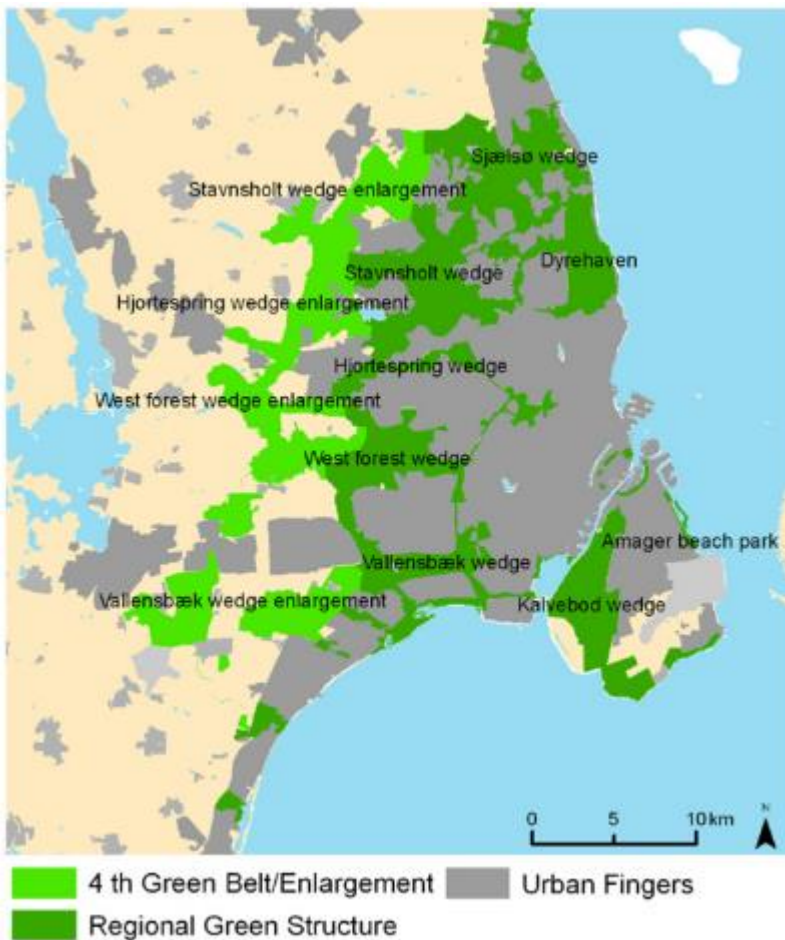 Sjælsø wedge
Stavnsholt wedge enlargement
Dyrehaven
Stavnsholt wedge
Hjortespring wedge enlargement
Hjortespring wedge
West forest wedge enlargement
West forest wedge
Amager beach park
Vallensbæk wedge
Vallensbæk wedge enlargement
Kalvebod wedge
N
0 5 10 km
4 th Green Belt/Enlargement
Urban Fingers
Regional Green Structure